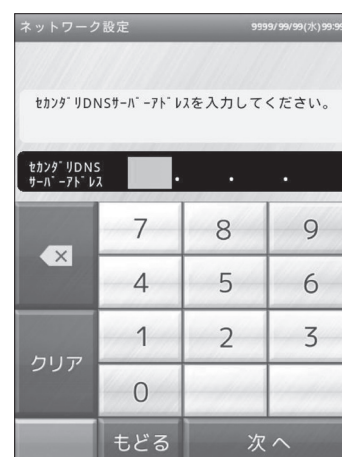 ネットワーク設定 9999/99/99(水)99:99
ｾｶﾝﾀﾞﾘDNSｻｰﾊﾞｰｱﾄﾞﾚｽを入力してください。
ｾｶﾝﾀﾞﾘDNS
ｻｰﾊﾞｰｱﾄﾞﾚｽ . . .
7 8 9
4 5 6
1 2 3
クリア
0
もどる 次へ